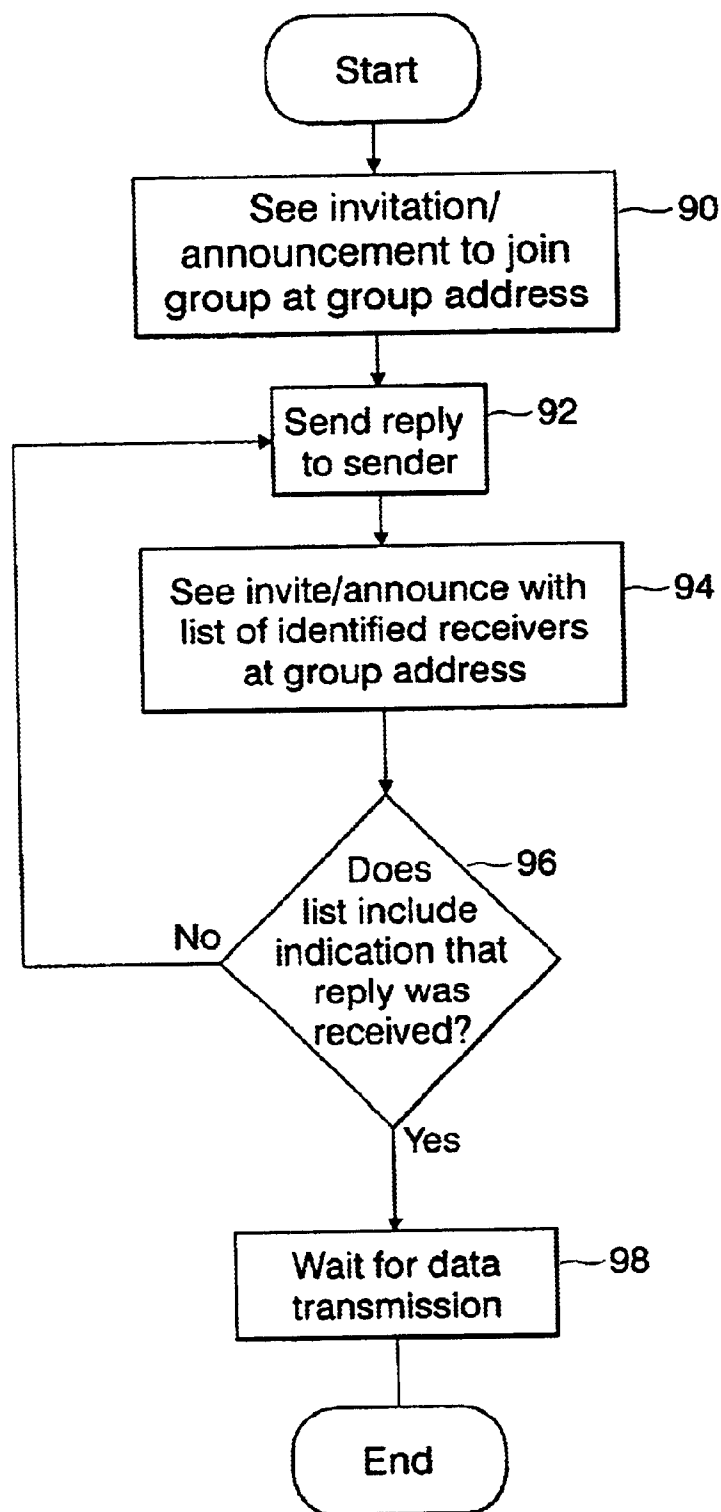 Start
See invitation/
announcement to join
group at group address
90
Send reply
to sender
92
See invite/announce with
list of identified receivers
at group address
94
Does
list include
indication that
reply was
received?
96
No
Yes
Wait for data
transmission
98
End